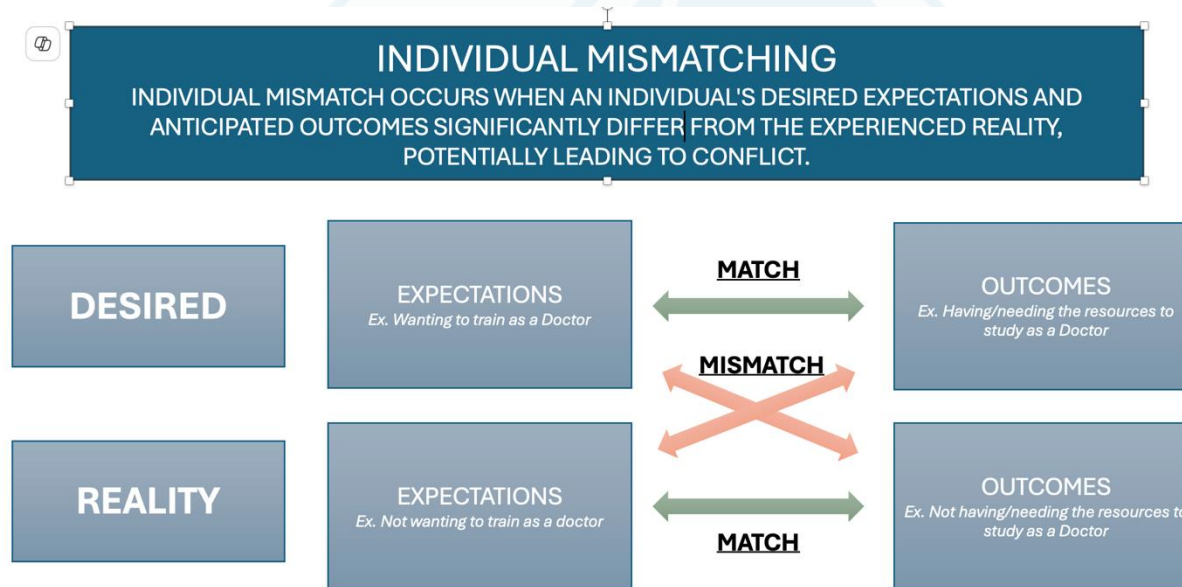 INDIVIDUAL MISMATCHING
INDIVIDUAL MISMATCH OCCURS WHEN AN INDIVIDUAL'S DESIRED EXPECTATIONS AND
ANTICIPATED OUTCOMES SIGNIFICANTLY DIFFER FROM THE EXPERIENCED REALITY,
POTENTIALLY LEADING TO CONFLICT.
DESIRED
EXPECTATIONS
Ex. Wanting to train as a Doctor
MATCH
OUTCOMES
Ex. Having/needing the resources to
study as a Doctor
MISMATCH
REALITY
EXPECTATIONS
Ex. Not wanting to train as a doctor
MATCH
OUTCOMES
Ex. Not having/needing the resources to
study as a Doctor